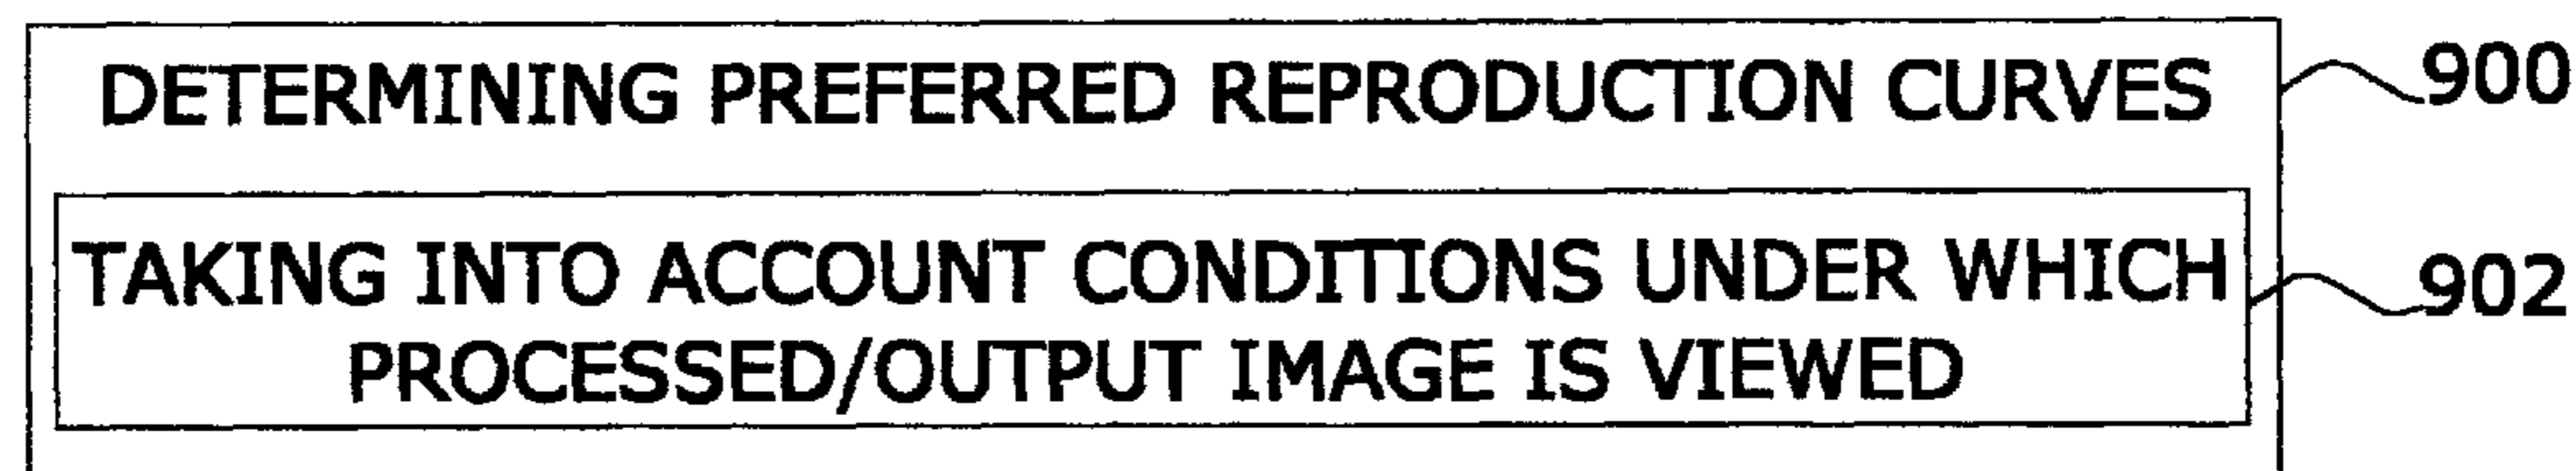 DETERMINING PREFERRED REPRODUCTION CURVES
900
TAKING INTO ACCOUNT CONDITIONS UNDER WHICH
PROCESSED/OUTPUT IMAGE IS VIEWED
902